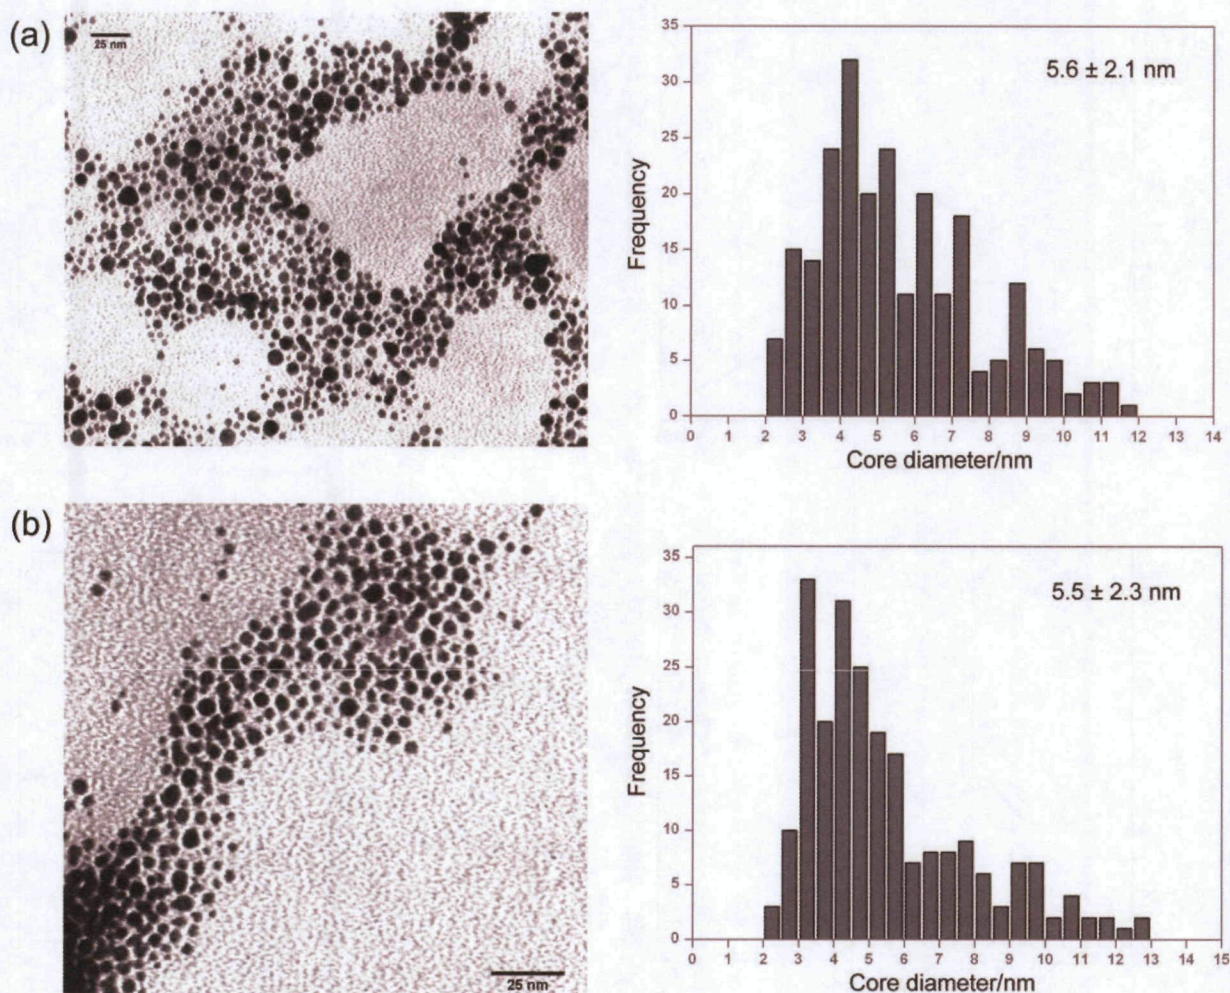 (a)
25 nm
35
30
25
20
15
10
5
0
Frequency
5.6 ± 2.1 nm
0 1 2 3 4 5 6 7 8 9 10 11 12 13 14
Core diameter/nm
(b)
25 nm
35
30
25
20
15
10
5
0
Frequency
5.5 ± 2.3 nm
0 1 2 3 4 5 6 7 8 9 10 11 12 13 14 15
Core diameter/nm